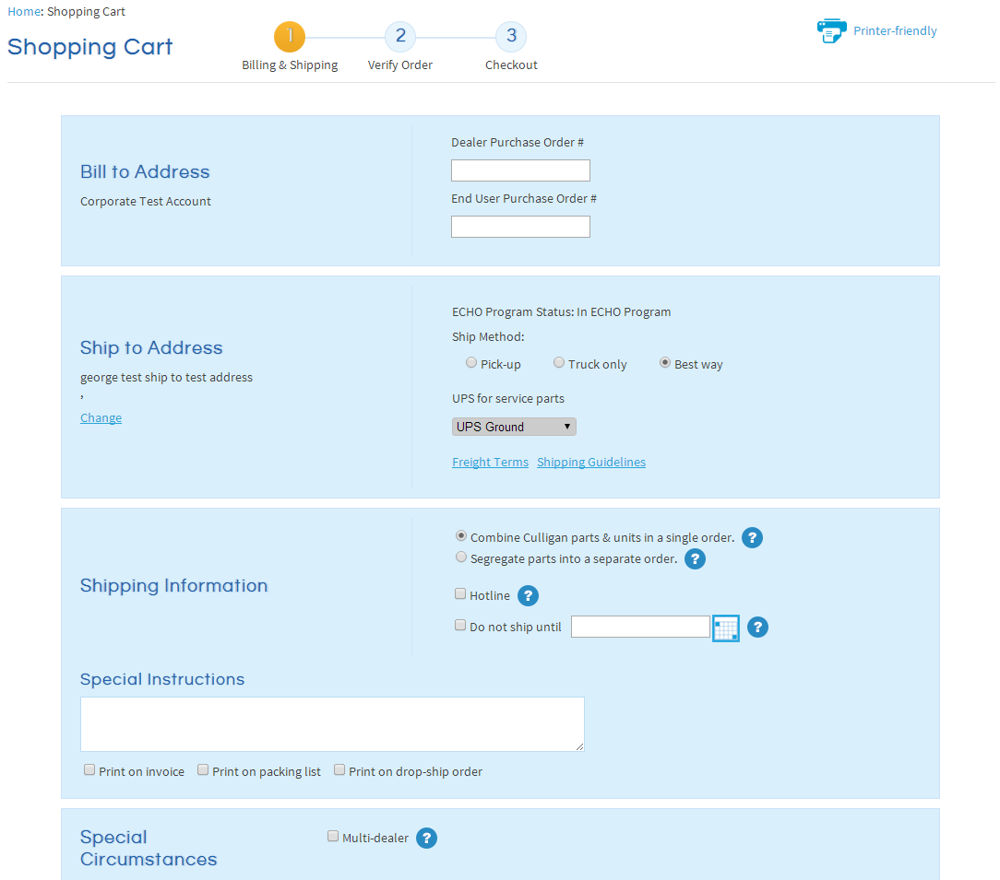 Home: Shopping Cart
Shopping Cart
1
2
3
Billing & Shipping
Verify Order
Checkout
Printer-friendly
Bill to Address
Corporate Test Account
Dealer Purchase Order #
End User Purchase Order #
Ship to Address
george test ship to test address
,
Change
ECHO Program Status: In ECHO Program
Ship Method:
Pick-up
Truck only
Best way
UPS for service parts
UPS Ground
Freight Terms
Shipping Guidelines
Shipping Information
Combine Culligan parts & units in a single order. ?
Segregate parts into a separate order. ?
Hotline ?
Do not ship until ?
Special Instructions
Print on invoice
Print on packing list
Print on drop-ship order
Special
Circumstances
Multi-dealer ?